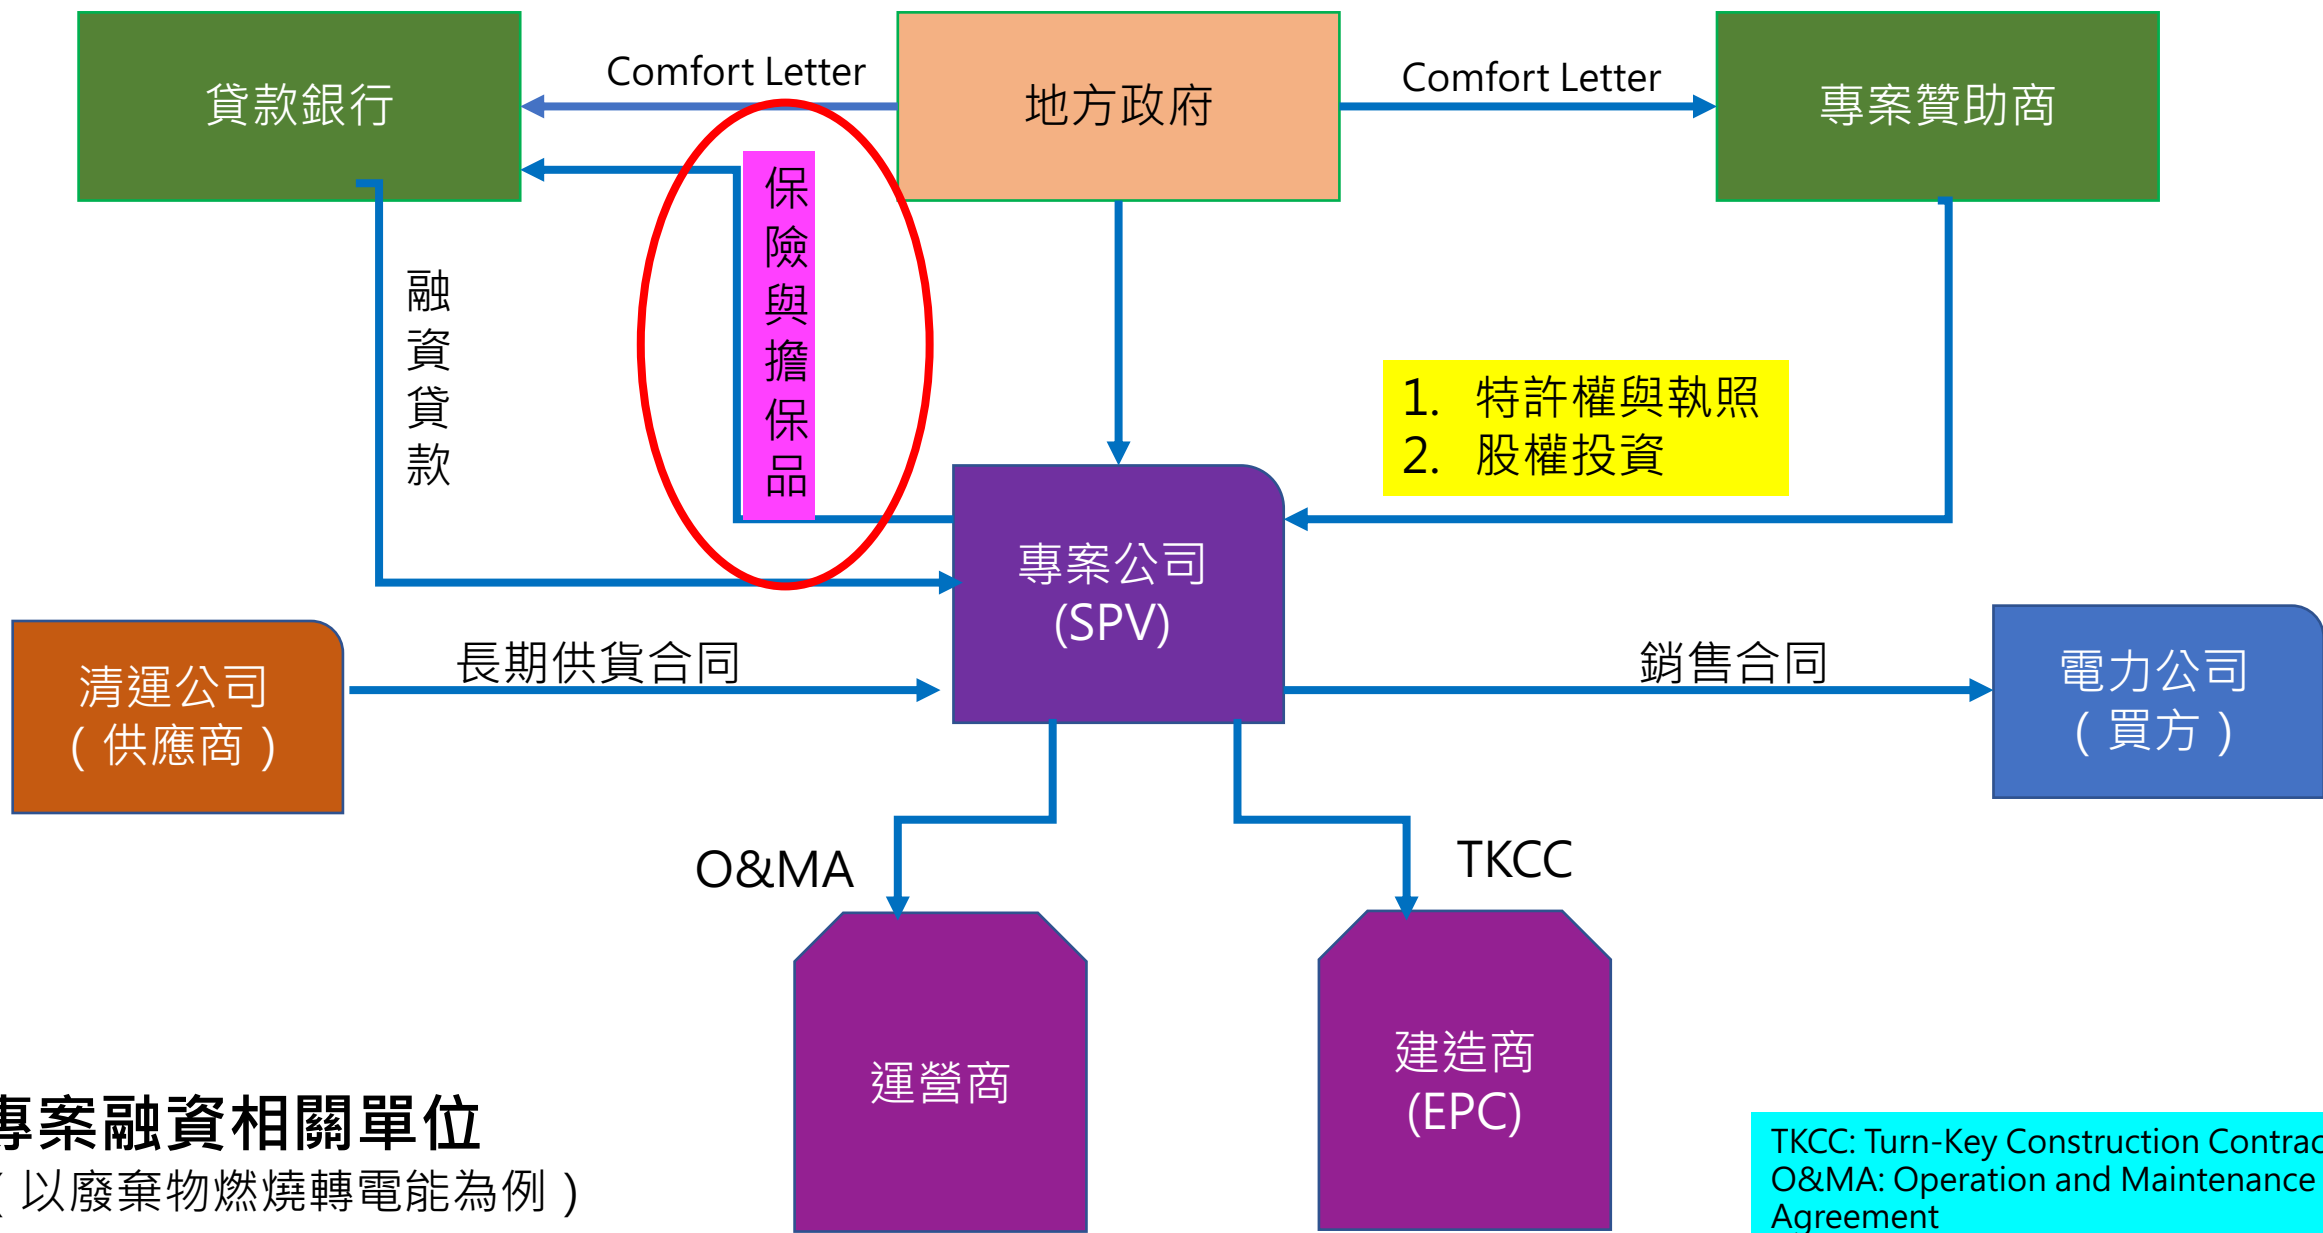 貸款銀行
Comfort Letter
地方政府
Comfort Letter
專案贊助商
保險與擔保品
融資貸款
1. 特許權與執照
2. 股權投資
專案公司
(SPV)
清運公司
(供應商)
長期供貨合同
銷售合同
電力公司
(買方)
O&MA
TKCC
運營商
建造商
(EPC)
專案融資相關單位
(以廢棄物燃燒轉電能為例)
TKCC: Turn-Key Construction Contrac
O&MA: Operation and Maintenance
Agreement